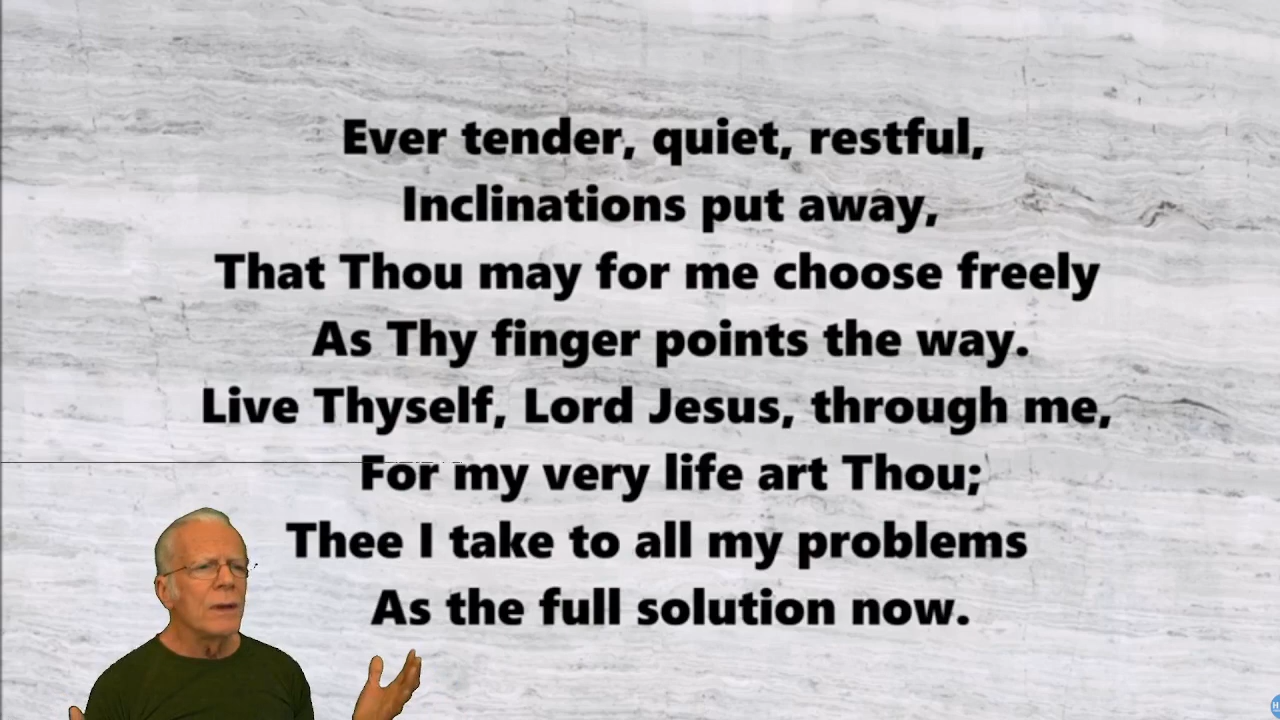 Ever tender, quiet, restful,
Inclinations put away,
That Thou may for me choose freely
As Thy finger points the way.
Live Thyself, Lord Jesus, through me,
For my very life art Thou;
Thee I take to all my problems
As the full solution now.